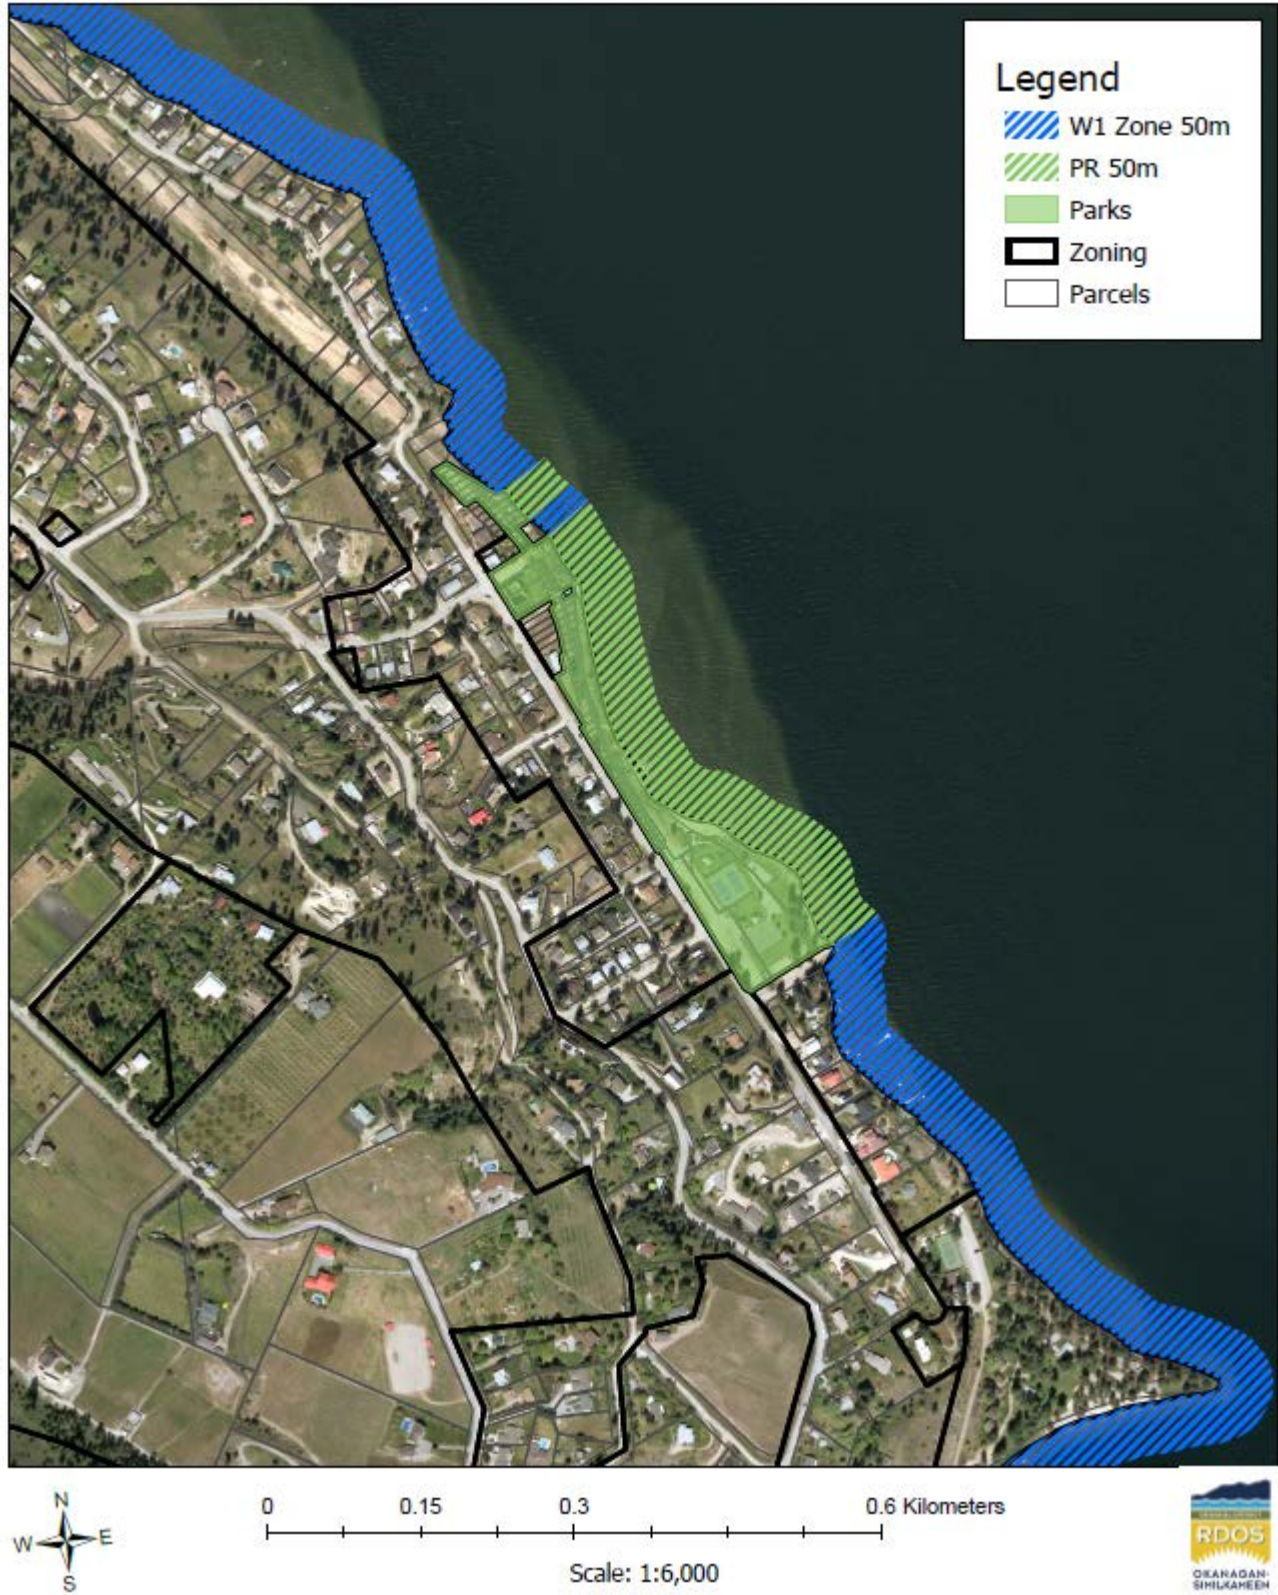 Legend
W1 Zone 50m
PR 50m
Parks
Zoning
Parcels
N
W E
S
0 0.15 0.3 0.6 Kilometers
Scale: 1:6,000
RDOS
OKANAGAN-
SIMILKAMEEN